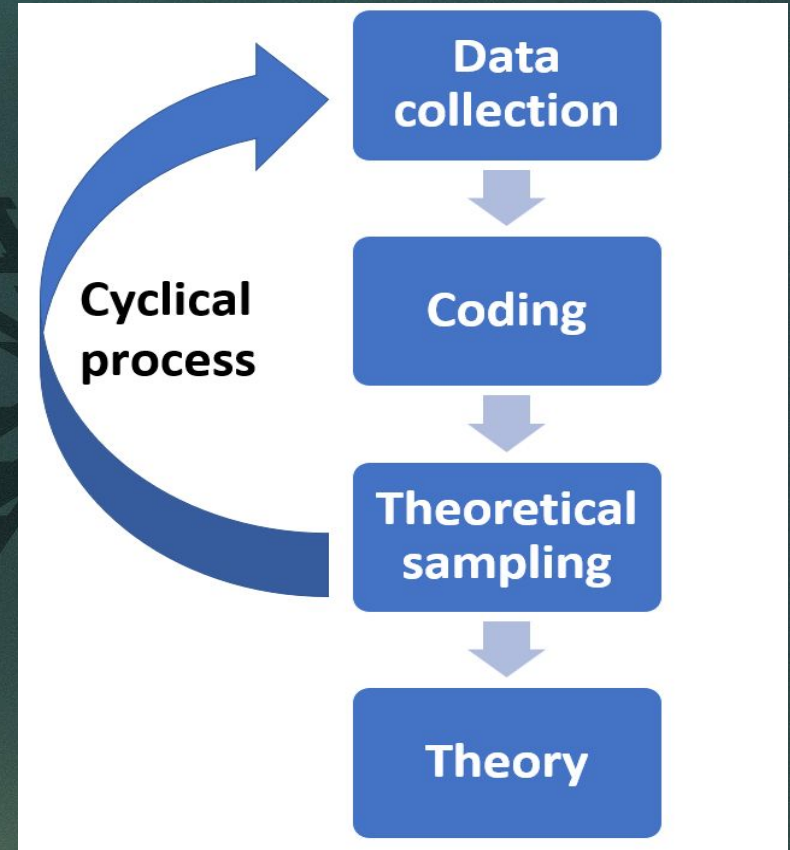 Data
collection
Coding
Cyclical
process
Theoretical
sampling
Theory